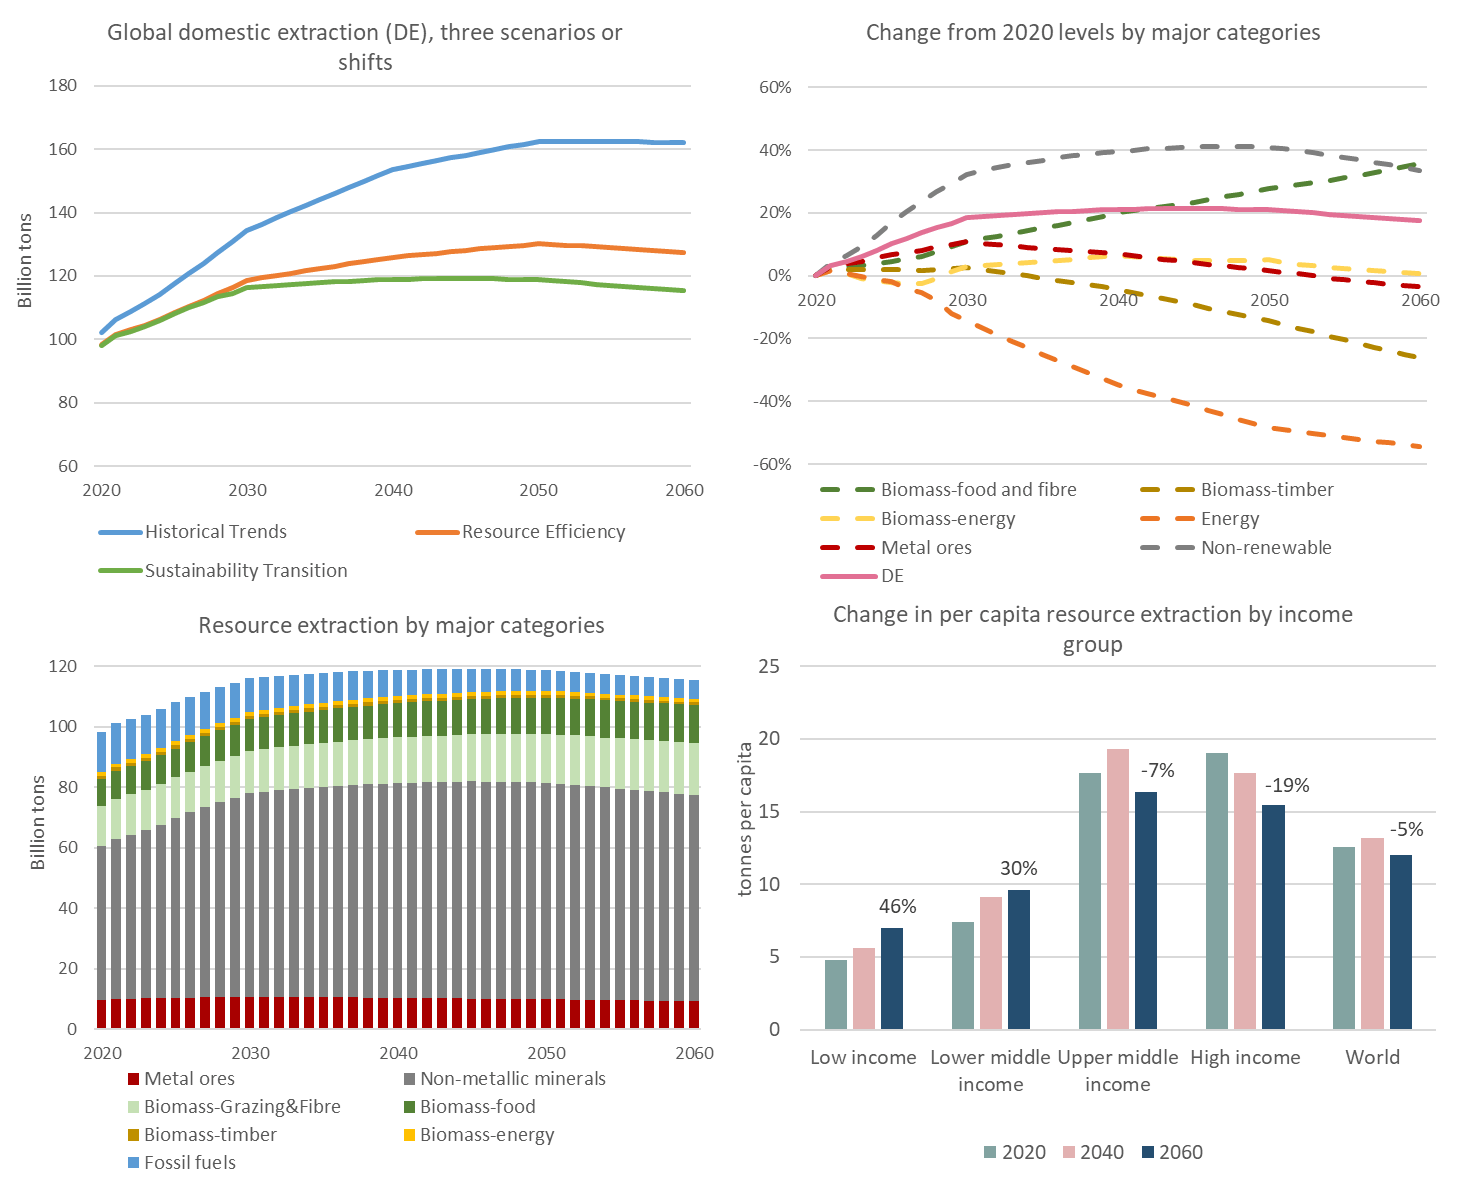 Global domestic extraction (DE), three scenarios or
shifts
180
160
140
120
100
80
60
Billion tons
2020 2030 2040 2050 2060
Historical Trends Resource Efficiency
Sustainability Transition
Change from 2020 levels by major categories
60%
40%
20%
0%
-20%
-40%
-60%
2020 2030 2040 2050 2060
Biomass-food and fibre Biomass-timber
Biomass-energy Energy
Metal ores Non-renewable
DE
Resource extraction by major categories
120
100
80
60
40
20
0
Billion tons
2020 2030 2040 2050 2060
Metal ores Non-metallic minerals
Biomass-Grazing&Fibre Biomass-food
Biomass-timber Biomass-energy
Fossil fuels
Change in per capita resource extraction by income
group
25
20
15
10
5
0
tonnes per capita
46%
30%
-7%
-19%
-5%
Low income Lower middle Upper middle High income World
income income
2020 2040 2060